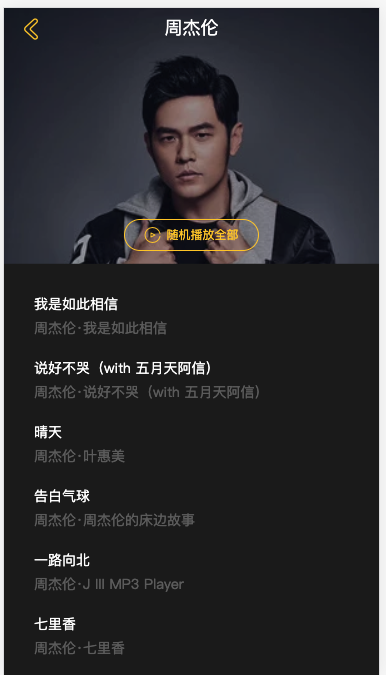 周杰伦
随机播放全部
我是如此相信
周杰伦·我是如此相信
说好不哭（with 五月天阿信）
周杰伦·说好不哭（with 五月天阿信）
晴天
周杰伦·叶惠美
告白气球
周杰伦·周杰伦的床边故事
一路向北
周杰伦·J III MP3 Player
七里香
周杰伦·七里香